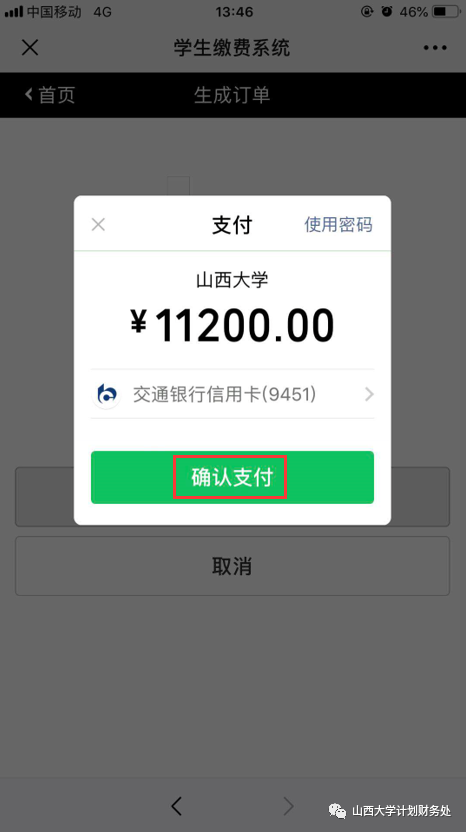 中国移动 4G 13:46 46%
学生缴费系统
首页 生成订单
支付 使用密码
山西大学
¥11200.00
交通银行信用卡(9451)
确认支付
取消
山西大学计划财务处